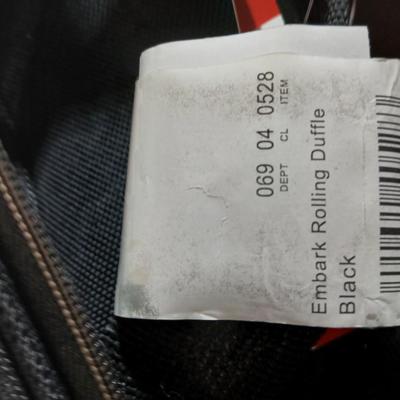 069 04 0528
DEPT CL ITEM
Embark Rolling Duffle
Black